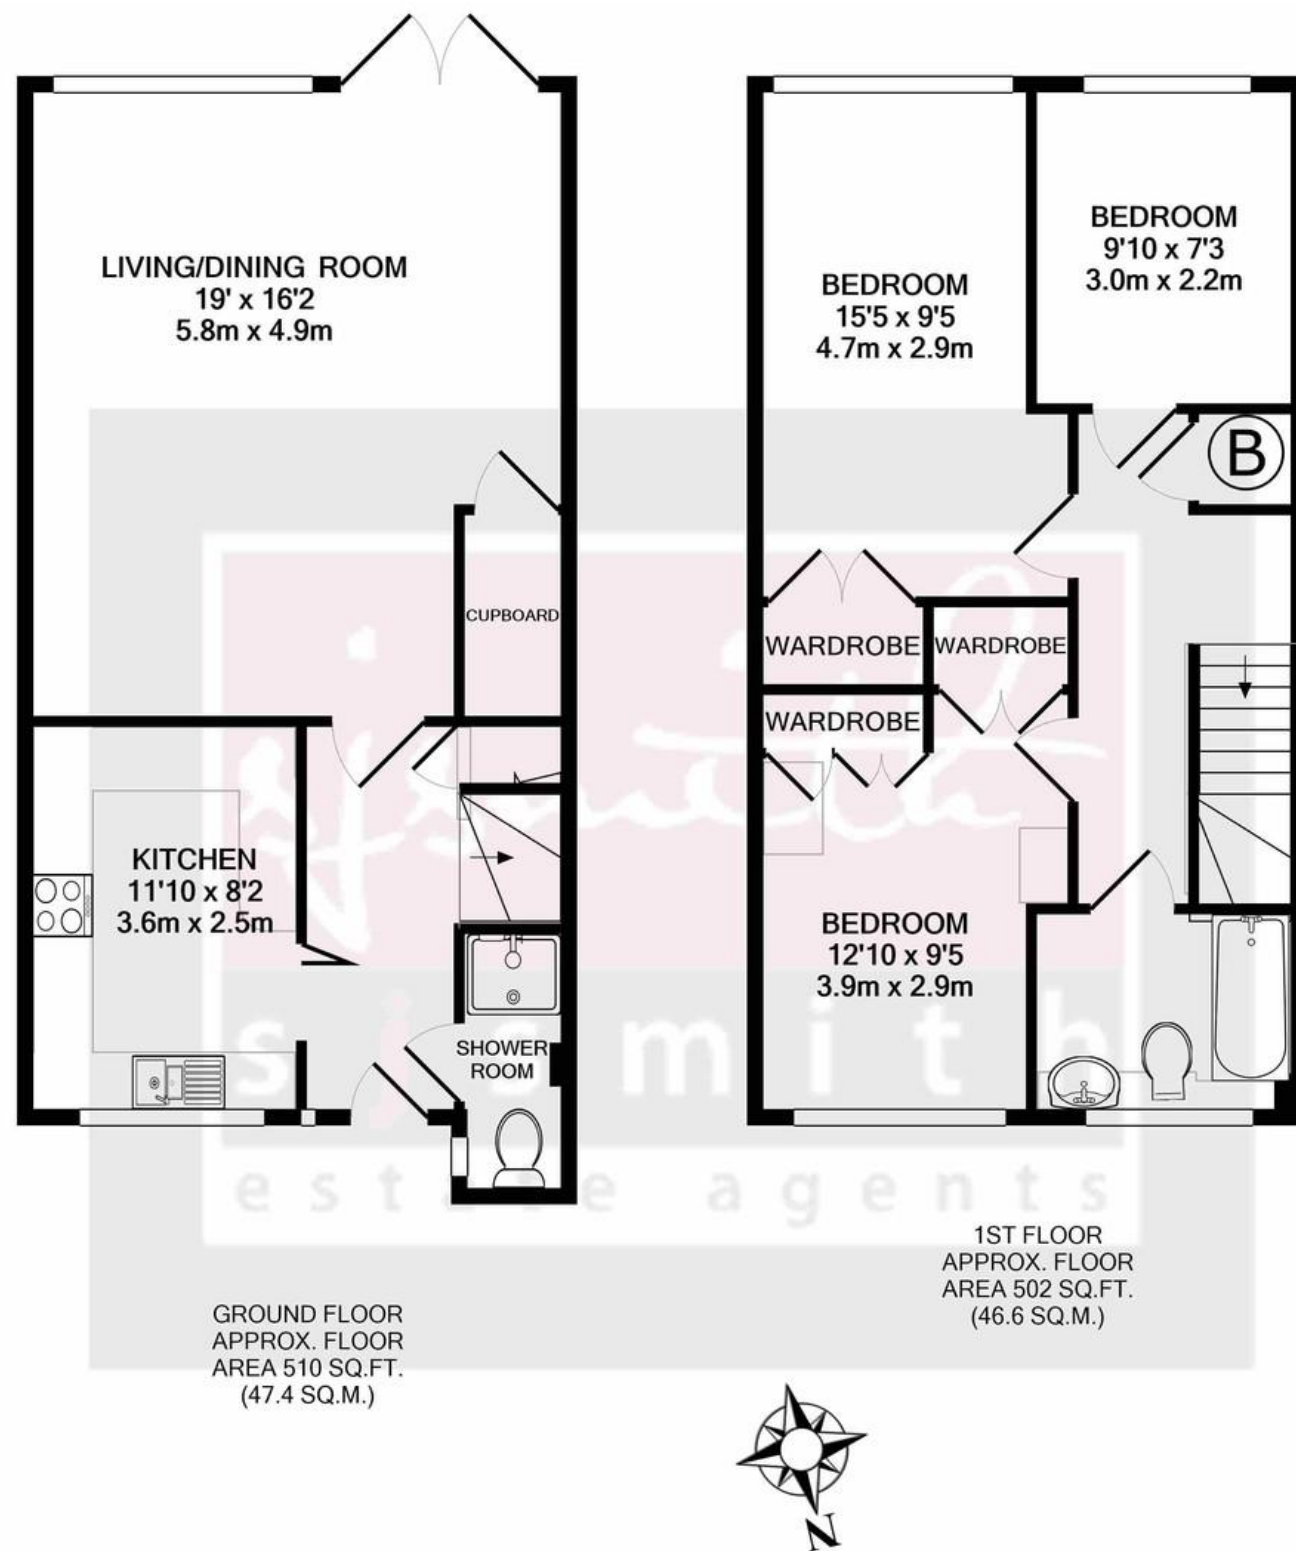 LIVING/DINING ROOM
19' x 16'2
5.8m x 4.9m
CUPBOARD
KITCHEN
11'10 x 8'2
3.6m x 2.5m
SHOWER
ROOM
GROUND FLOOR
APPROX. FLOOR
AREA 510 SQ.FT.
(47.4 SQ.M.)
BEDROOM
15'5 x 9'5
4.7m x 2.9m
BEDROOM
9'10 x 7'3
3.0m x 2.2m
B
WARDROBE
WARDROBE
WARDROBE
BEDROOM
12'10 x 9'5
3.9m x 2.9m
1ST FLOOR
APPROX. FLOOR
AREA 502 SQ.FT.
(46.6 SQ.M.)
sjsmith
sjsmith
estate agents
N